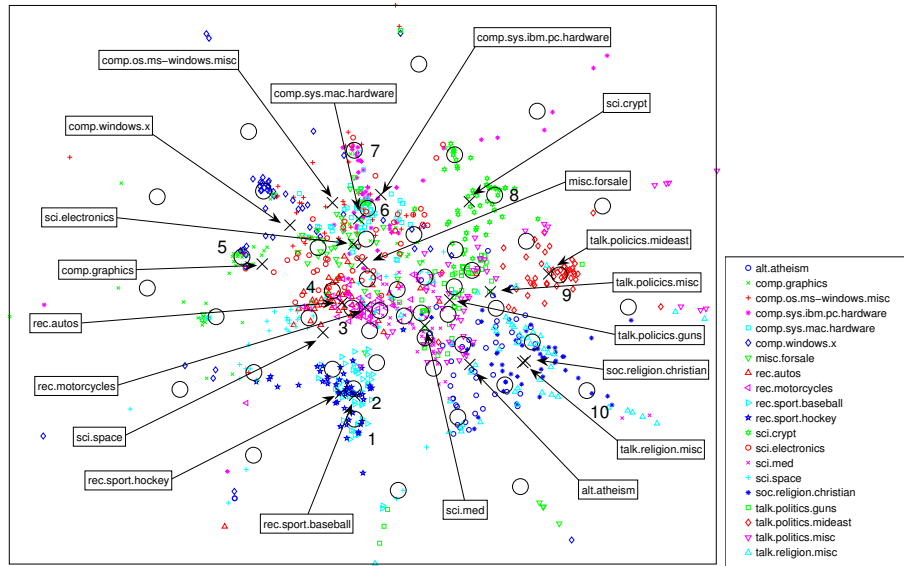 comp.sys.ibm.pc.hardware
comp.os.ms-windows.misc
comp.sys.mac.hardware
sci.crypt
comp.windows.x
7
misc.forsale
8
6
sci.electronics
talk.policics.mideast
5
comp.graphics
talk.policics.misc
9
4
rec.autos
3
talk.policics.guns
soc.religion.christian
rec.motorcycles
2
10
sci.space
1
talk.religion.misc
rec.sport.hockey
alt.atheism
sci.med
rec.sport.baseball
alt.atheism
comp.graphics
comp.os.ms-windows.misc
comp.sys.ibm.pc.hardware
comp.sys.mac.hardware
comp.windows.x
misc.forsale
rec.autos
rec.motorcycles
rec.sport.baseball
rec.sport.hockey
sci.crypt
sci.electronics
sci.med
sci.space
soc.religion.christian
talk.politics.guns
talk.politics.mideast
talk.politics.misc
talk.religion.misc